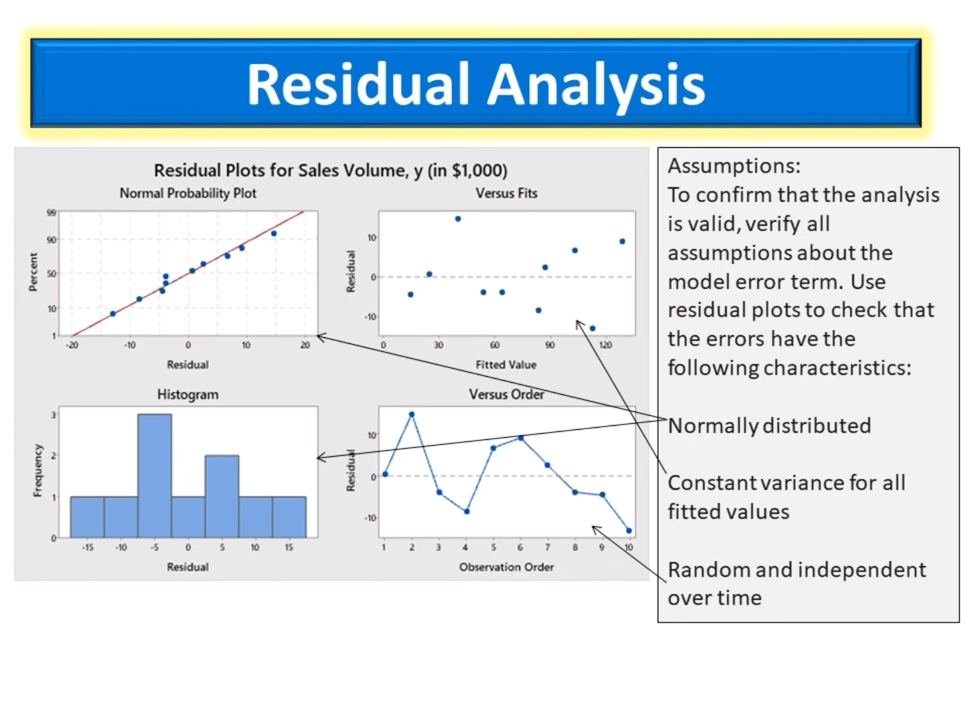 Residual Analysis
Residual Plots for Sales Volume, y (in $1,000)
Normal Probability Plot
99
90
50
10
1
Percent
-20 -10 0 10 20
Residual
Versus Fits
10
0
-10
Residual
0 30 60 90 120
Fitted Value
Histogram
3
2
1
0
Frequency
-15 -10 -5 0 5 10 15
Residual
Versus Order
10
0
-10
Residual
1 2 3 4 5 6 7 8 9 10
Observation Order
Assumptions:
To confirm that the analysis
is valid, verify all
assumptions about the
model error term. Use
residual plots to check that
the errors have the
following characteristics:
Normally distributed
Constant variance for all
fitted values
Random and independent
over time